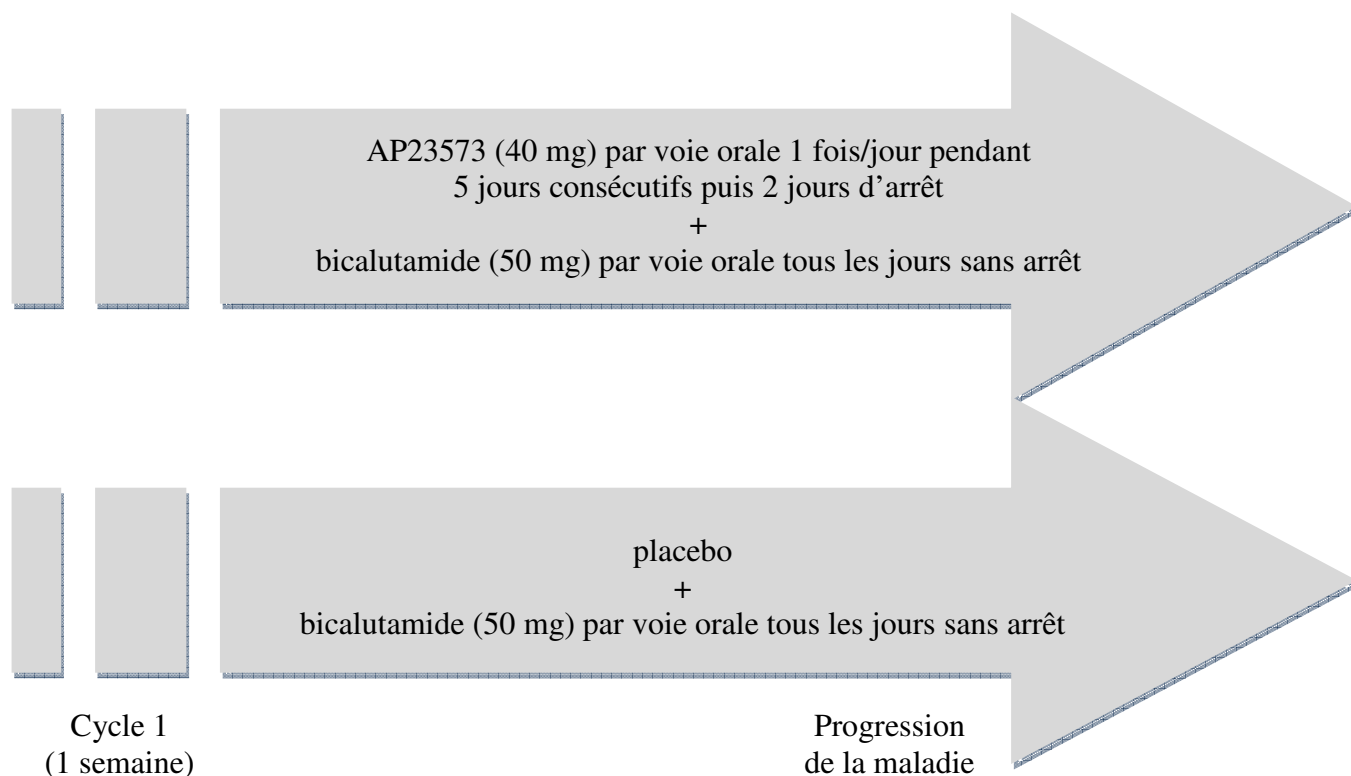 AP23573 (40 mg) par voie orale 1 fois/jour pendant
5 jours consécutifs puis 2 jours d’arrêt
+
bicalutamide (50 mg) par voie orale tous les jours sans arrêt
placebo
+
bicalutamide (50 mg) par voie orale tous les jours sans arrêt
Cycle 1
(1 semaine)
Progression
de la maladie